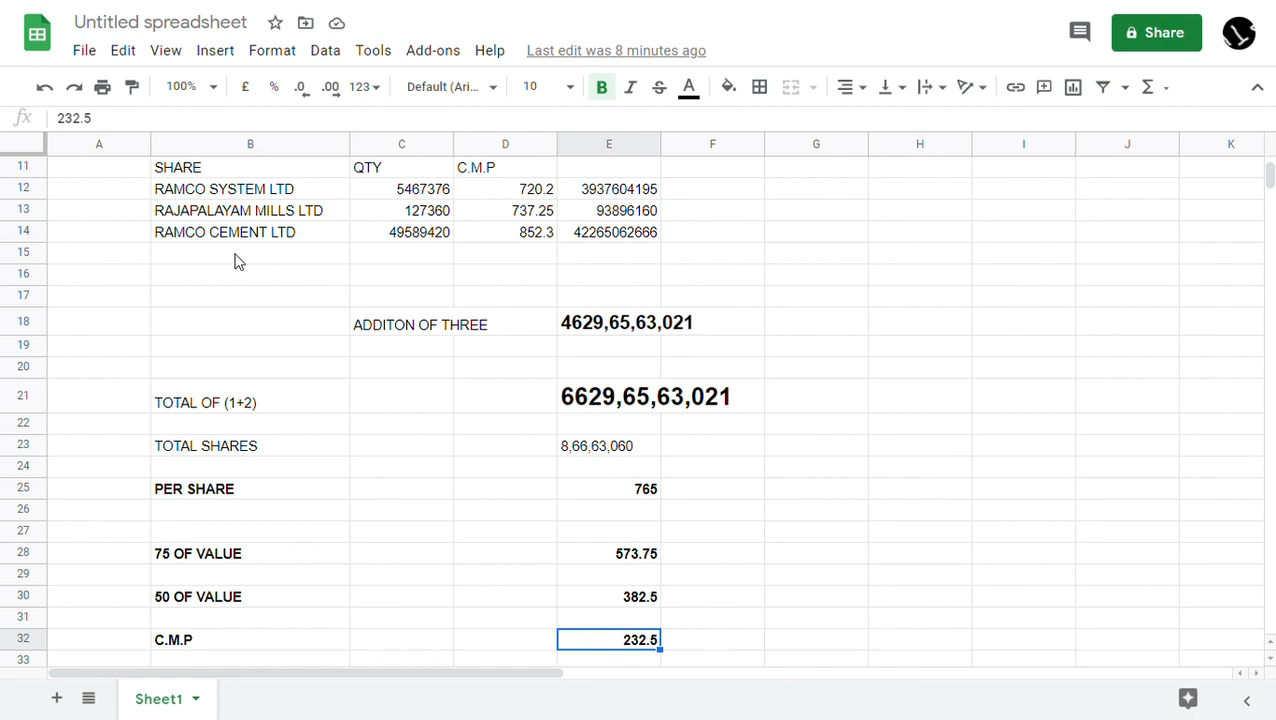 Untitled spreadsheet
File Edit View Insert Format Data Tools Add-ons Help Last edit was 8 minutes ago
Share
100% £ % .0 .00 123 Default (Ari... 10 B I S A Σ
fx 232.5
A B C D E F G H I J K
11 SHARE QTY C.M.P
12 RAMCO SYSTEM LTD 5467376 720.2 3937604195
13 RAJAPALAYAM MILLS LTD 127360 737.25 93896160
14 RAMCO CEMENT LTD 49589420 852.3 42265062666
15
16
17
18 ADDITON OF THREE 4629,65,63,021
19
20
21 TOTAL OF (1+2) 6629,65,63,021
22
23 TOTAL SHARES 8,66,63,060
24
25 PER SHARE 765
26
27
28 75 OF VALUE 573.75
29
30 50 OF VALUE 382.5
31
32 C.M.P 232.5
33
Sheet1